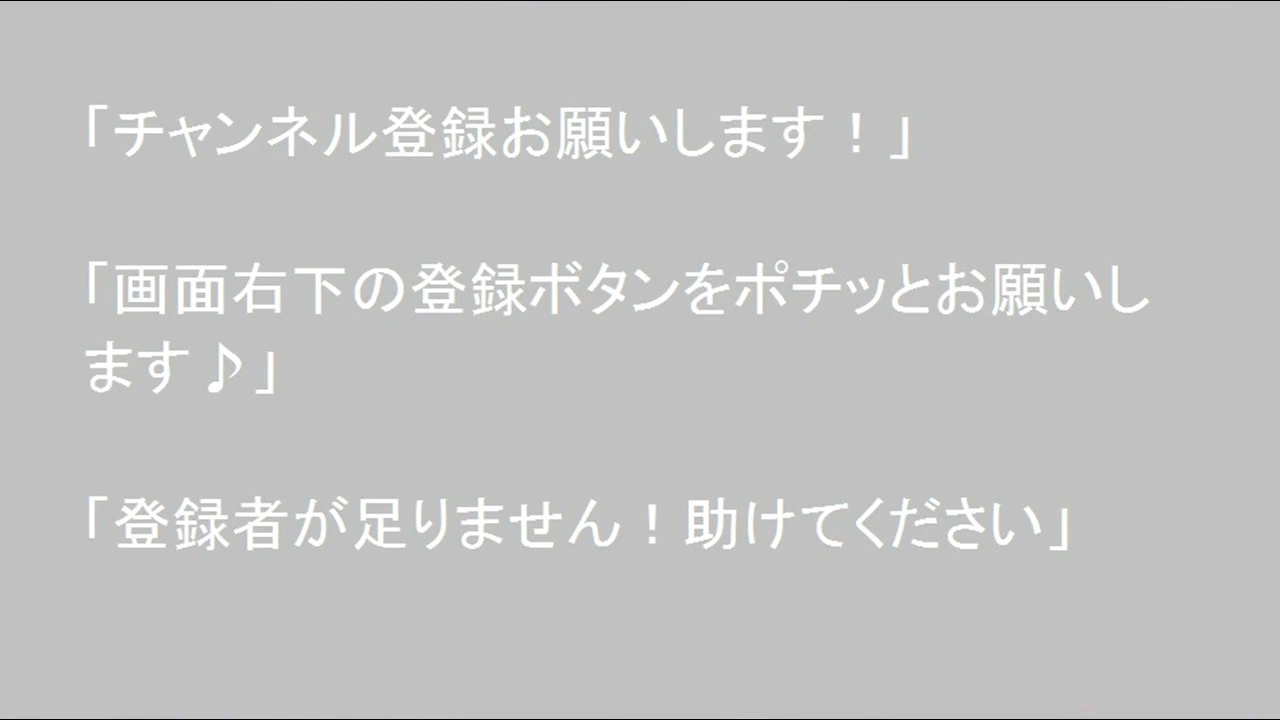 「チャンネル登録お願いします！」
「画面右下の登録ボタンをポチッとお願いし
ます♪」
「登録者が足りません！助けてください」